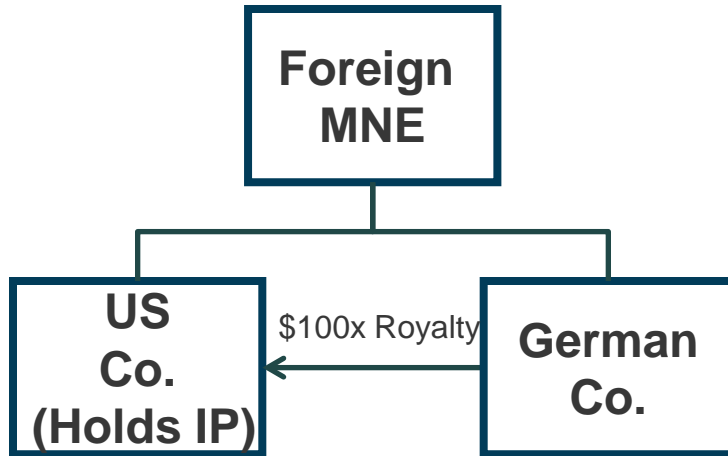 Foreign
MNE
US
Co.
(Holds IP)
$100x Royalty
German
Co.